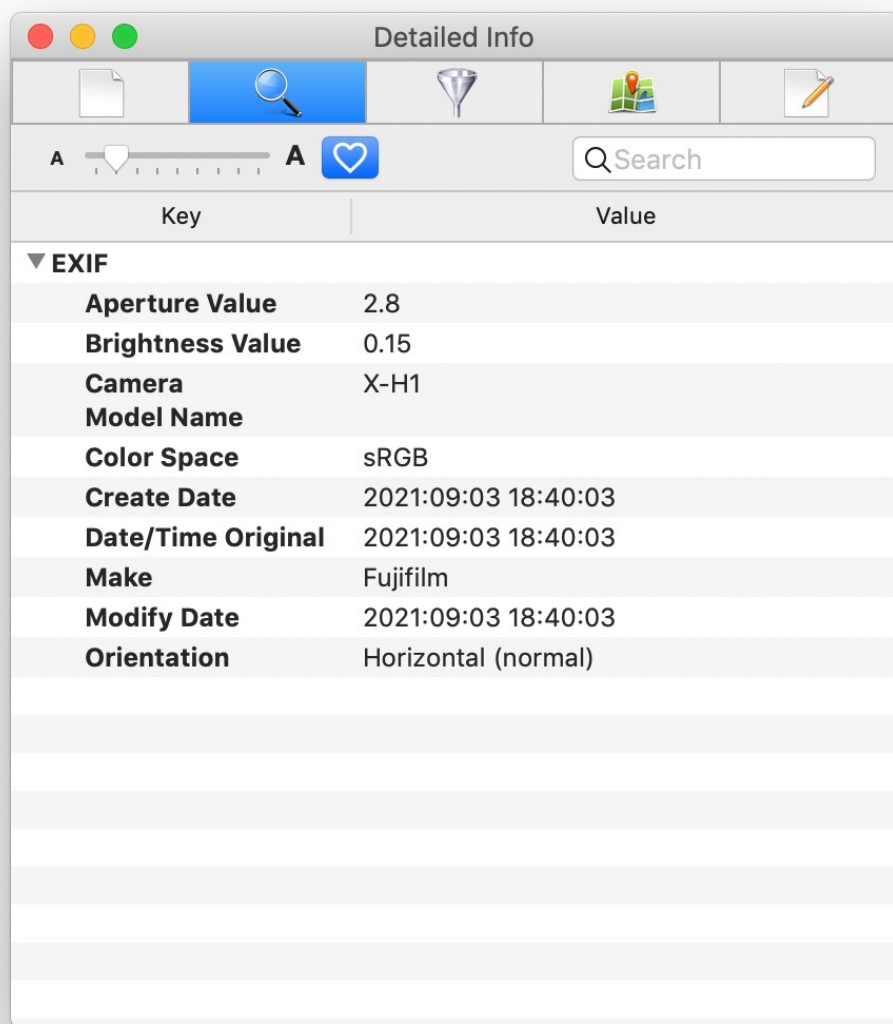 Detailed Info
A A Search
Key Value
EXIF
Aperture Value 2.8
Brightness Value 0.15
Camera X-H1
Model Name
Color Space sRGB
Create Date 2021:09:03 18:40:03
Date/Time Original 2021:09:03 18:40:03
Make Fujifilm
Modify Date 2021:09:03 18:40:03
Orientation Horizontal (normal)